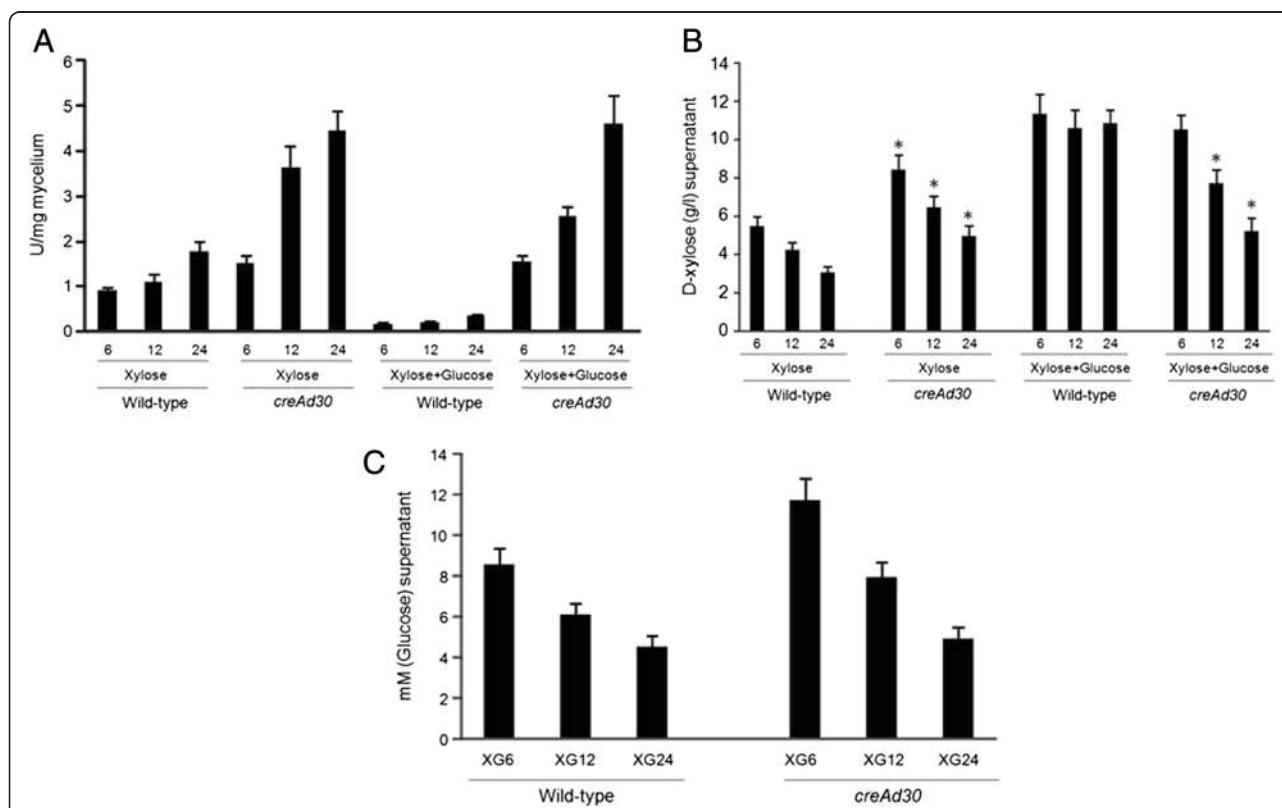 A
U/mg mycelium
6
5
4
3
2
1
0
6 12 24 6 12 24 6 12 24 6 12 24
Xylose Xylose Xylose+Glucose Xylose+Glucose
Wild-type creAd30 Wild-type creAd30
B
D-xylose (g/l) supernatant
14
12
10
8
6
4
2
0
* * * * *
6 12 24 6 12 24 6 12 24 6 12 24
Xylose Xylose Xylose+Glucose Xylose+Glucose
Wild-type creAd30 Wild-type creAd30
C
mM (Glucose) supernatant
14
12
10
8
6
4
2
0
XG6 XG12 XG24 XG6 XG12 XG24
Wild-type creAd30